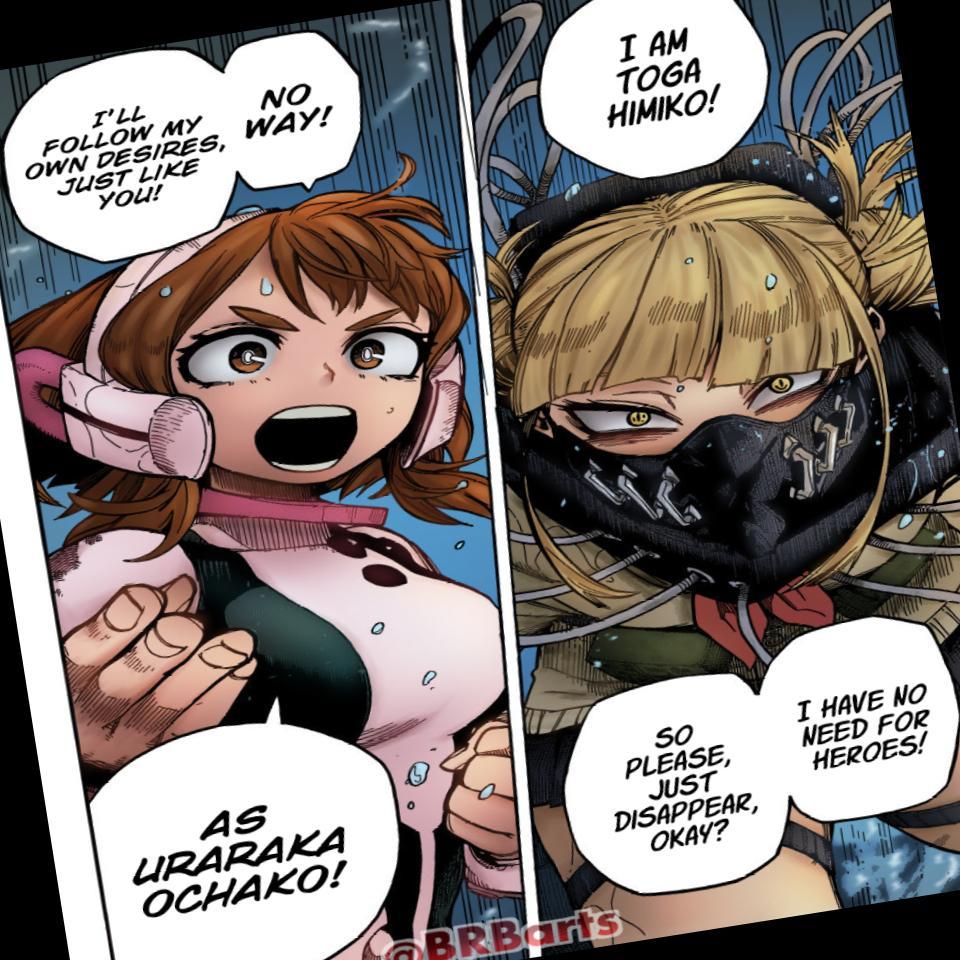 I AM
TOGA
HIMIKO!
I HAVE NO
NEED FOR
HEROES!
SO
PLEASE,
JUST
DISAPPEAR,
OKAY?
NO
WAY!
I'LL
FOLLOW MY
OWN DESIRES,
JUST LIKE
YOU!
AS
URARAKA
OCHAKO!
@BRBarts